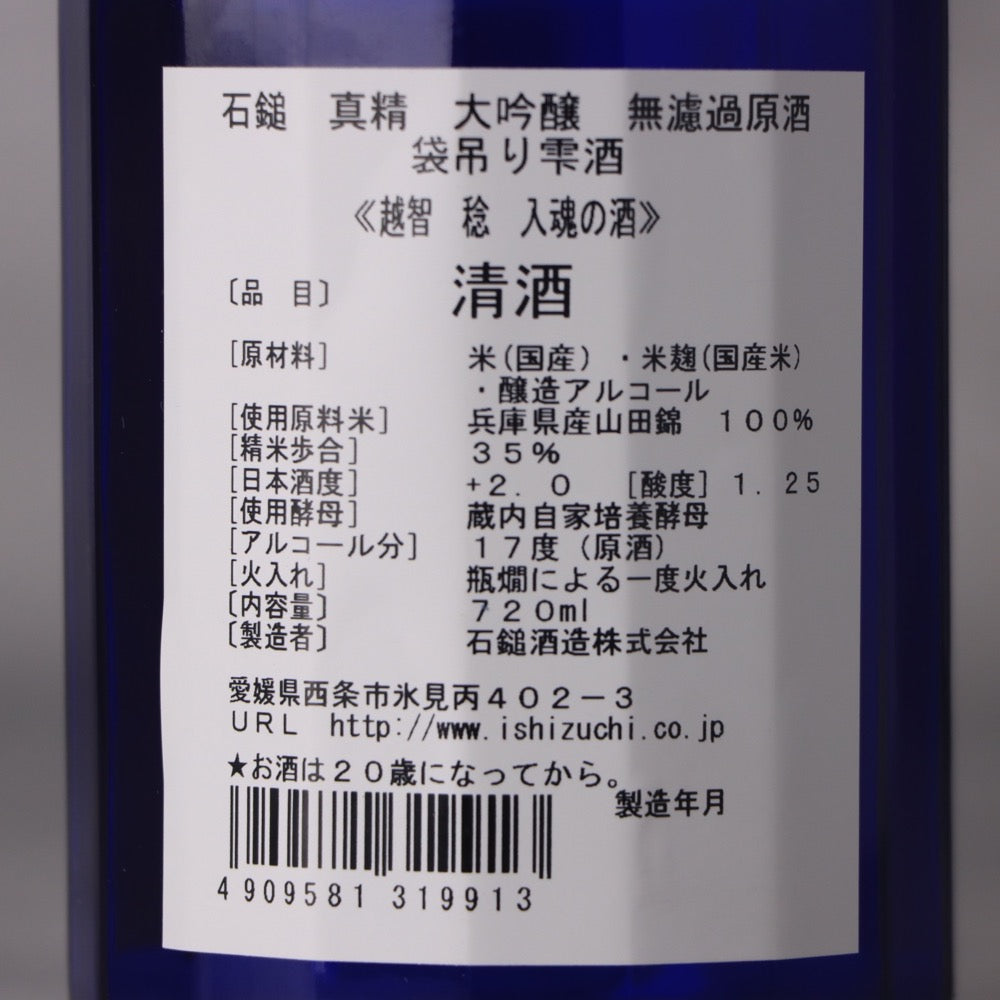 石鎚　真精　大吟醸　無濾過原酒
袋吊り雫酒
《越智　稔　入魂の酒》
〔品　目〕　清酒
[原材料]　米(国産)・米麹(国産米)
・醸造アルコール
[使用原料米]　兵庫県産山田錦　１００%
[精米歩合]　３５%
[日本酒度]　+２．０　[酸度] １．２５
[使用酵母]　蔵内自家培養酵母
[アルコール分]　１７度 (原酒)
[火入れ]　瓶燗による一度火入れ
〔内容量〕　７２０ml
〔製造者〕　石鎚酒造株式会社
愛媛県西条市氷見丙４０２－３
ＵＲＬ　http://www.ishizuchi.co.jp
★お酒は２０歳になってから。
製造年月
4 909581 319913